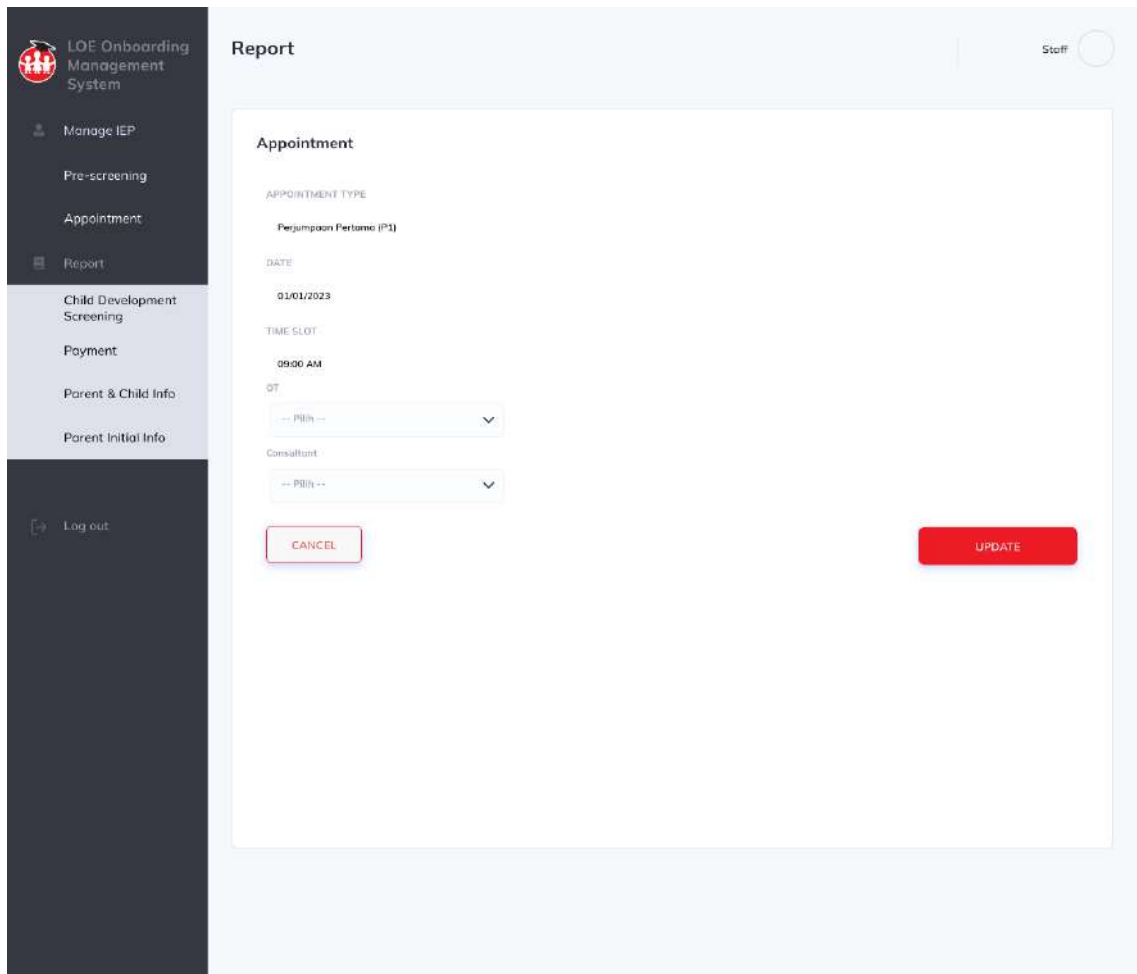 LOE Onboarding
Management
System
Manage IEP
Pre-screening
Appointment
Report
Child Development
Screening
Payment
Parent & Child Info
Parent Initial Info
Log out
Report
Staff
Appointment
APPOINTMENT TYPE
Perjumpaan Pertama (P1)
DATE
01/01/2023
TIME SLOT
09:00 AM
OT
-- Pilih --
Consultant
-- Pilih --
CANCEL
UPDATE